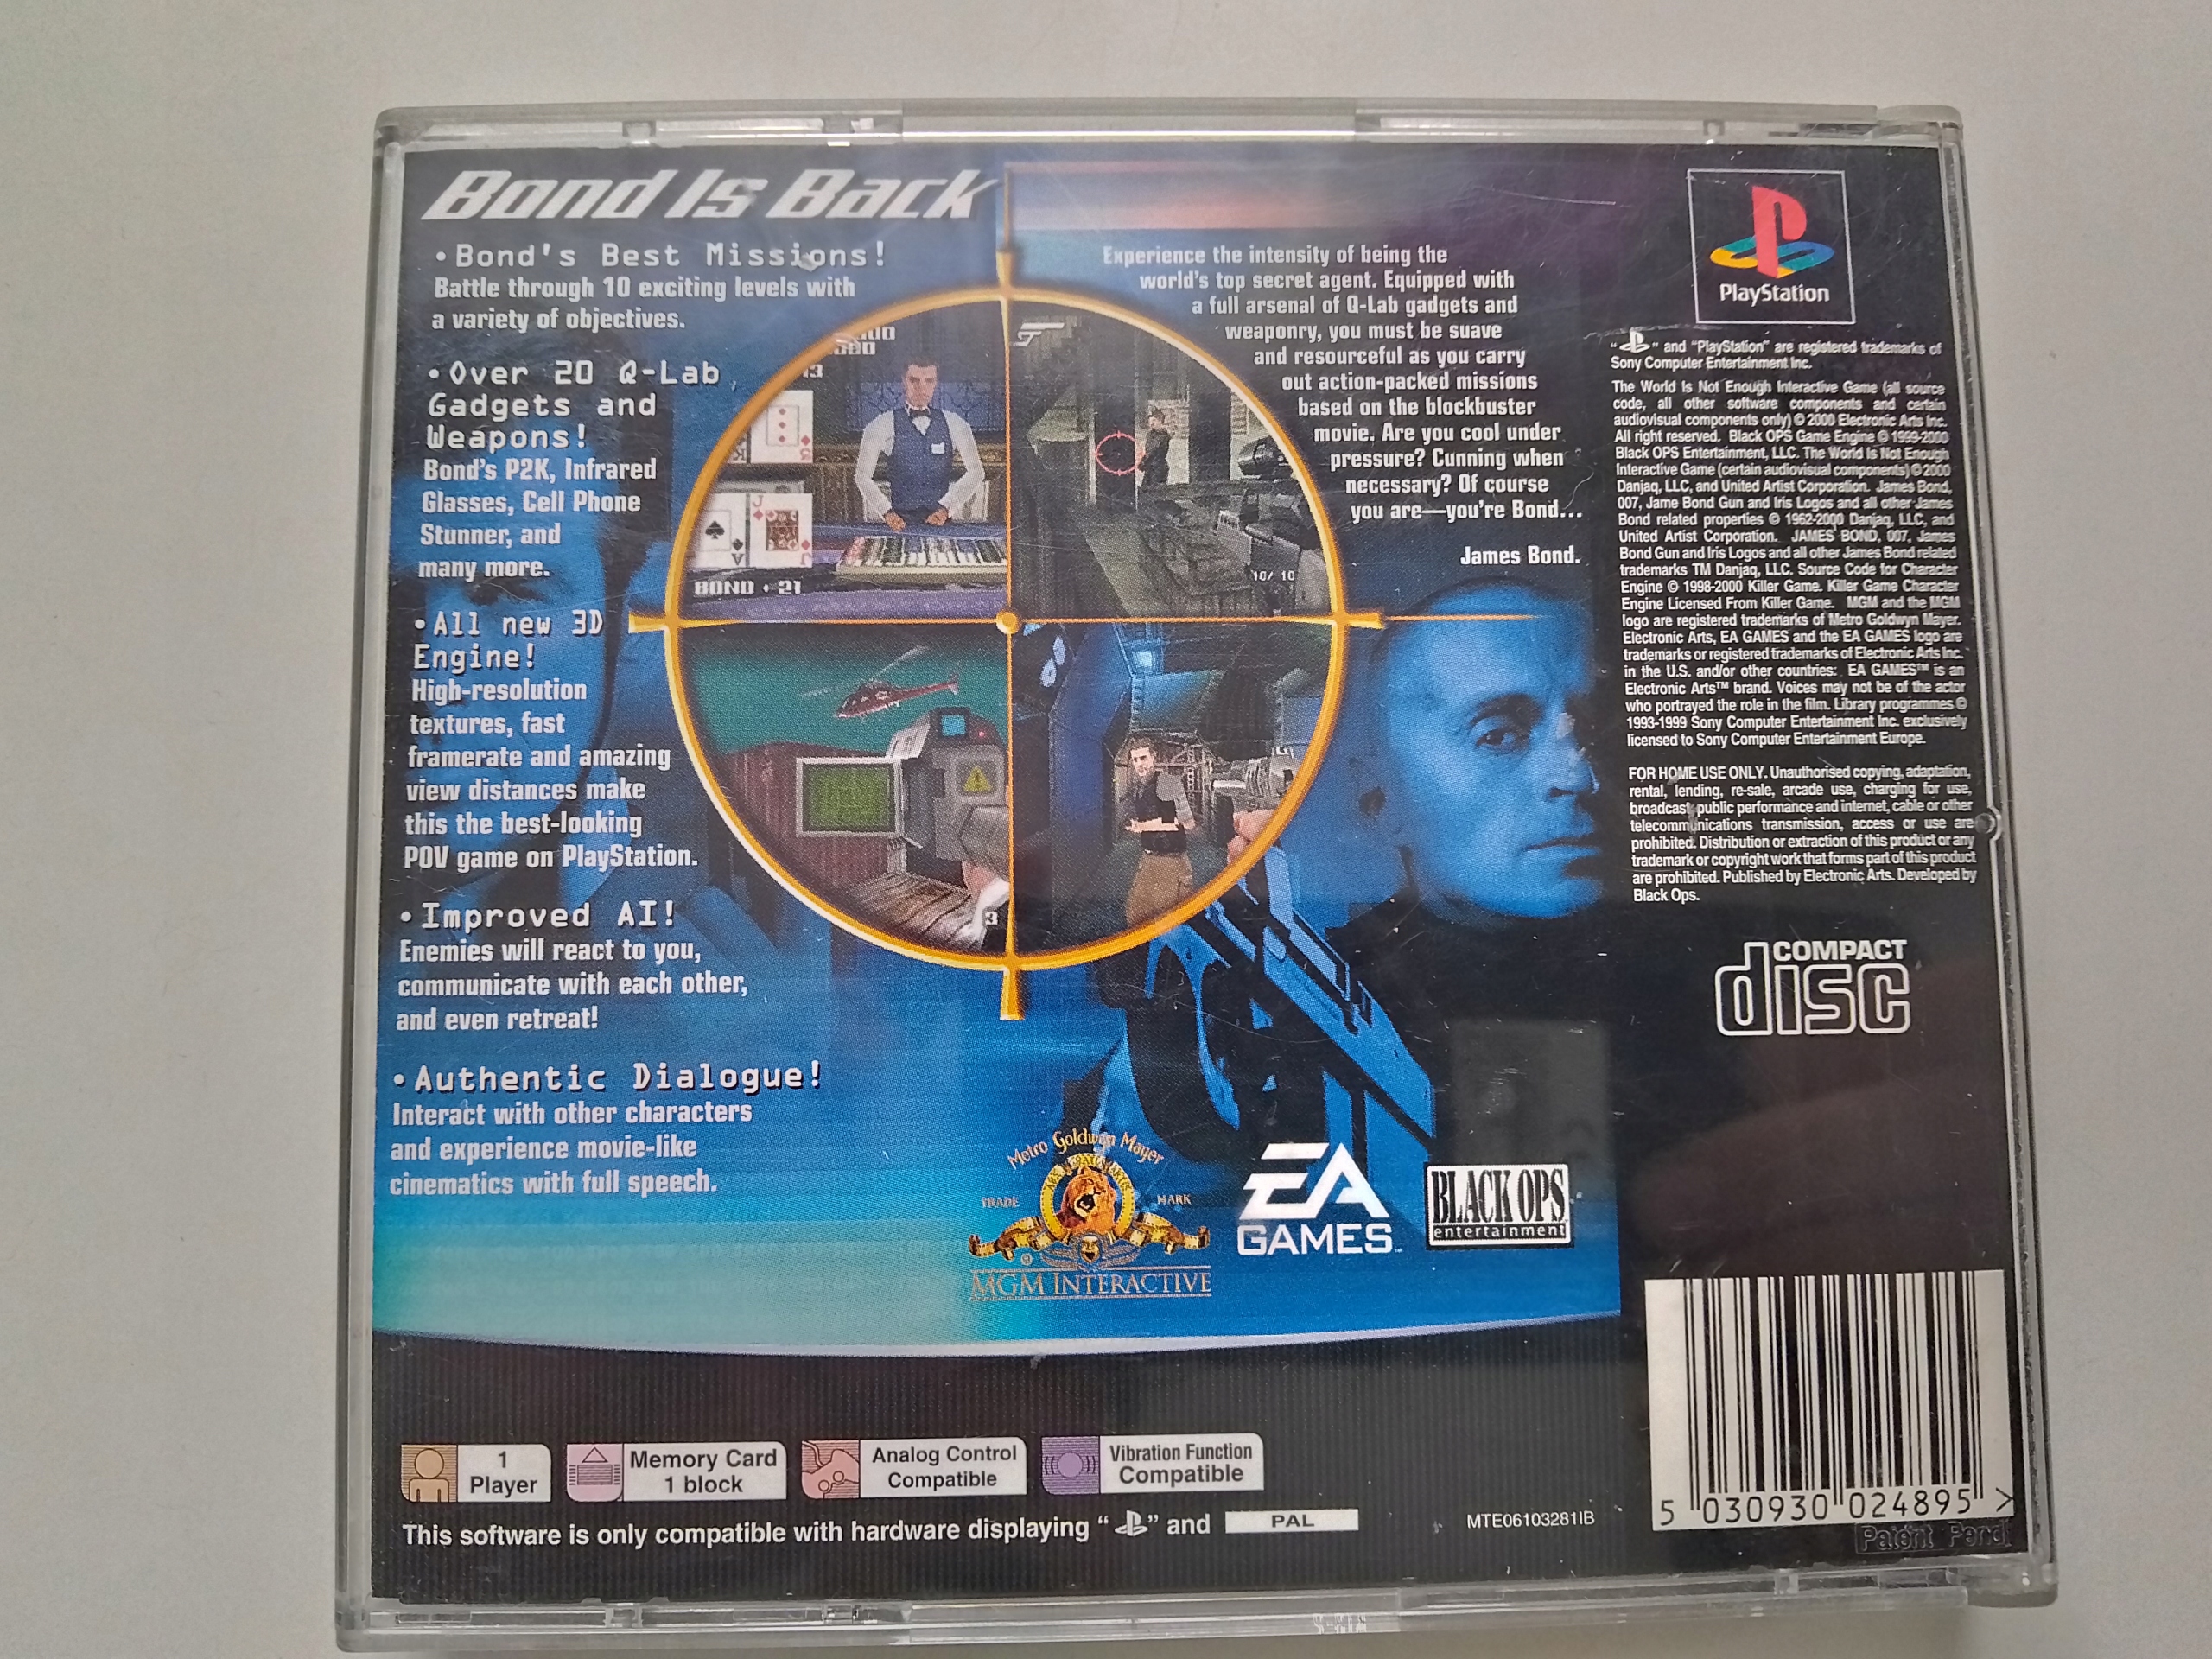 Bond Is Back
• Bond's Best Missions!
Battle through 10 exciting levels with
a variety of objectives.
• Over 20 Q-Lab
Gadgets and
Weapons!
Bond's P2K, Infrared
Glasses, Cell Phone
Stunner, and
many more.
• All new 3D
Engine!
High-resolution
textures, fast
framerate and amazing
view distances make
this the best-looking
POV game on PlayStation.
• Improved AI!
Enemies will react to you,
communicate with each other,
and even retreat!
• Authentic Dialogue!
Interact with other characters
and experience movie-like
cinematics with full speech.
BOND • 21
10/ 10
3
Experience the intensity of being the
world's top secret agent. Equipped with
a full arsenal of Q-Lab gadgets and
weaponry, you must be suave
and resourceful as you carry
out action-packed missions
based on the blockbuster
movie. Are you cool under
pressure? Cunning when
necessary? Of course
you are—you're Bond...
James Bond.
Metro Goldwyn Mayer
TRADE MARK
MGM INTERACTIVE
EA
GAMES™
BLACK OPS
entertainment
PlayStation
" " and "PlayStation" are registered trademarks of
Sony Computer Entertainment Inc.
The World Is Not Enough Interactive Game (all source
code, all other software components and certain
audiovisual components only) © 2000 Electronic Arts Inc.
All right reserved. Black OPS Game Engine © 1999-2000
Black OPS Entertainment, LLC. The World Is Not Enough
Interactive Game (certain audiovisual components) © 2000
Danjaq, LLC, and United Artist Corporation. James Bond,
007, Jame Bond Gun and Iris Logos and all other James
Bond related properties © 1962-2000 Danjaq, LLC, and
United Artist Corporation. JAMES BOND, 007, James
Bond Gun and Iris Logos and all other James Bond related
trademarks TM Danjaq, LLC. Source Code for Character
Engine © 1998-2000 Killer Game. Killer Game Character
Engine Licensed From Killer Game. MGM and the MGM
logo are registered trademarks of Metro Goldwyn Mayer.
Electronic Arts, EA GAMES and the EA GAMES logo are
trademarks or registered trademarks of Electronic Arts Inc.
in the U.S. and/or other countries. EA GAMES™ is an
Electronic Arts™ brand. Voices may not be of the actor
who portrayed the role in the film. Library programmes ©
1993-1999 Sony Computer Entertainment Inc. exclusively
licensed to Sony Computer Entertainment Europe.
FOR HOME USE ONLY. Unauthorised copying, adaptation,
rental, lending, re-sale, arcade use, charging for use,
broadcast, public performance and internet, cable or other
telecommunications transmission, access or use are
prohibited. Distribution or extraction of this product or any
trademark or copyright work that forms part of this product
are prohibited. Published by Electronic Arts. Developed by
Black Ops.
COMPACT
disc
1
Player
Memory Card
1 block
Analog Control
Compatible
Vibration Function
Compatible
This software is only compatible with hardware displaying " " and PAL
MTE06103281IB
5 030930 024895 >
Patent Pend